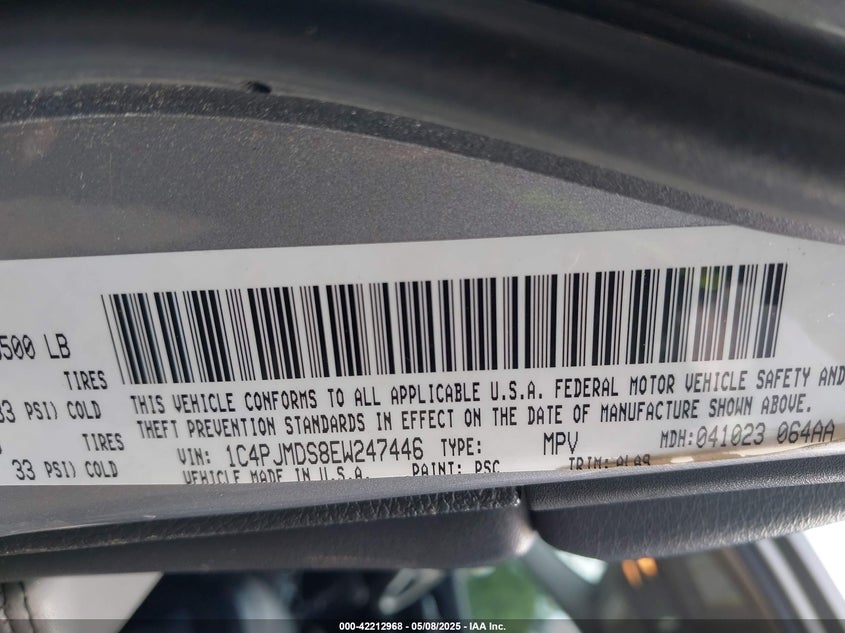 500 LB
TIRES
33 PSI) COLD
TIRES
33 PSI) COLD
THIS VEHICLE CONFORMS TO ALL APPLICABLE U.S.A. FEDERAL MOTOR VEHICLE SAFETY AND
THEFT PREVENTION STANDARDS IN EFFECT ON THE DATE OF MANUFACTURE SHOWN ABOVE.
VIN: 1C4PJMDS8EW247446 TYPE: MPV MDH:041023 064AA
VEHICLE MADE IN U.S.A. PAINT: PSC TRIM: ALA9
000-42212968 - 05/08/2025 - IAA Inc.